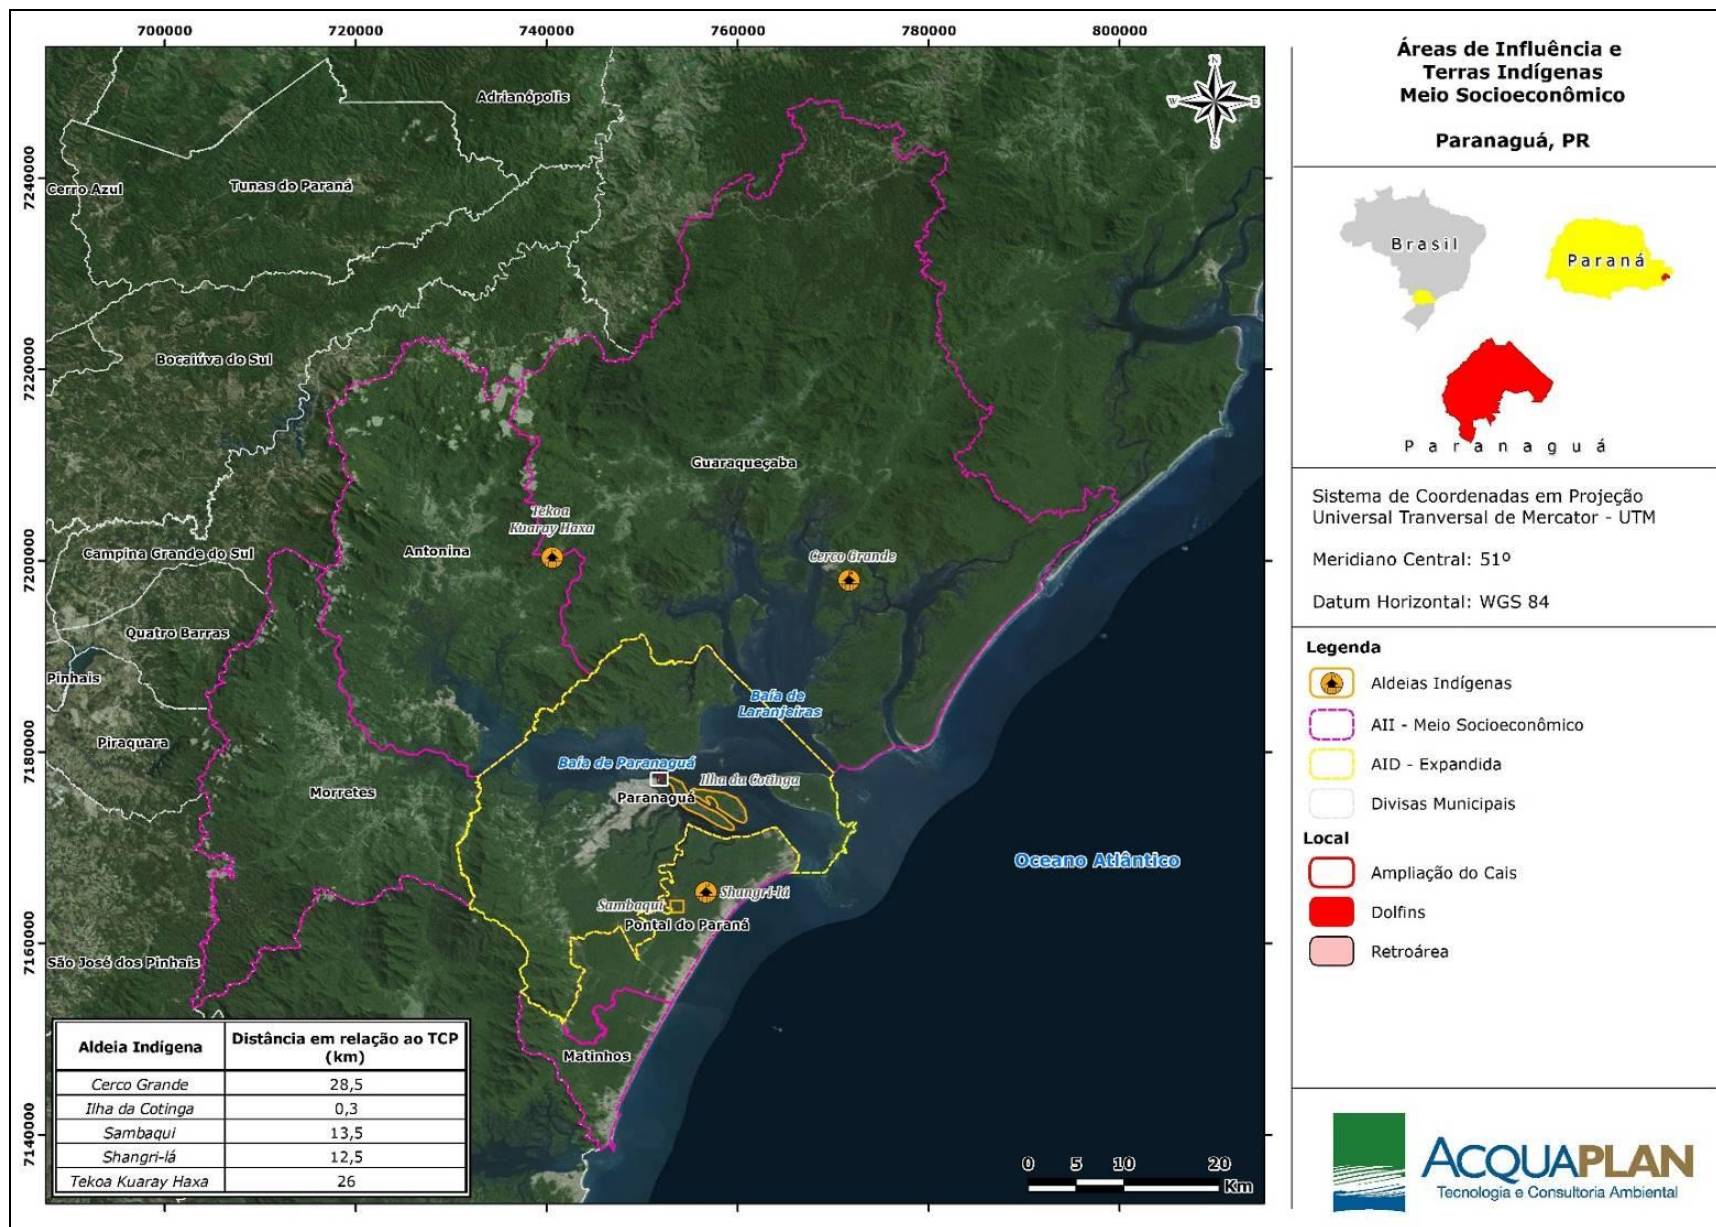 700000
720000
740000
760000
780000
800000
7240000
7220000
7200000
7180000
7160000
7140000
Adrianópolis
Cerro Azul
Tunas do Paraná
Bocaiúva do Sul
Guaraqueçaba
Tekoa
Kuaray Haxa
Campina Grande do Sul
Antonina
Cerco Grande
Quatro Barras
Pinhais
Baía de
Laranjeiras
Piraquara
Baía de Paranaguá
Ilha da Cotinga
Morretes
Paranaguá
Oceano Atlântico
Shangri-lá
Sambaqui
Pontal do Paraná
São José dos Pinhais
Matinhos
N
W
E
S
Aldeia Indígena
Distância em relação ao TCP
(km)
Cerco Grande 28,5
Ilha da Cotinga 0,3
Sambaqui 13,5
Shangri-lá 12,5
Tekoa Kuaray Haxa 26
0 5 10 20
Km
Áreas de Influência e
Terras Indígenas
Meio Socioeconômico
Paranaguá, PR
Brasil
Paraná
Paranaguá
Sistema de Coordenadas em Projeção
Universal Tranversal de Mercator - UTM
Meridiano Central: 51º
Datum Horizontal: WGS 84
Legenda
Aldeias Indígenas
AII - Meio Socioeconômico
AID - Expandida
Divisas Municipais
Local
Ampliação do Cais
Dolfins
Retroárea
ACQUAPLAN
Tecnologia e Consultoria Ambiental